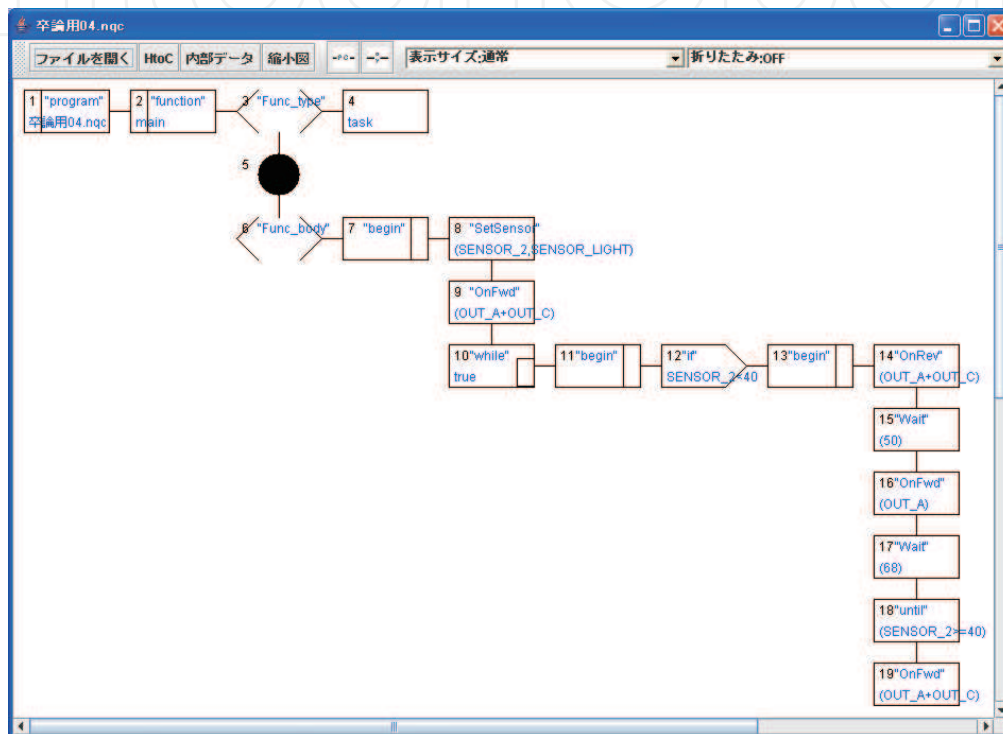 卒論用04.nqc
ファイルを開く HtoC 内部データ 縮小図 -PO- -:- 表示サイズ:通常 折りたたみ:OFF
1 "program" 2 "function" 3 "Func_type" 4
卒論用04.nqc main task
5
6 "Func_body" 7 "begin" 8 "SetSensor"
(SENSOR_2,SENSOR_LIGHT)
9 "OnFwd"
(OUT_A+OUT_C)
10"while" 11"begin" 12"if" 13"begin" 14"OnRev"
true SENSOR_2<40 (OUT_A+OUT_C)
15"Wait"
(50)
16"OnFwd"
(OUT_A)
17"Wait"
(68)
18"until"
(SENSOR_2>=40)
19"OnFwd"
(OUT_A+OUT_C)